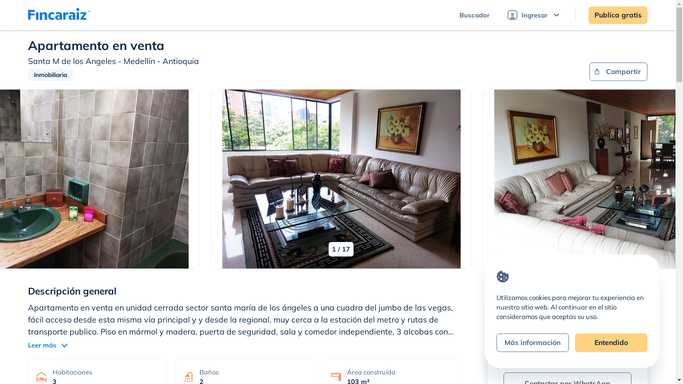 Fincaraiz
Buscador
Ingresar
Publica gratis
Apartamento en venta
Santa M de los Angeles - Medellín - Antioquia
Inmobiliaria
Compartir
1 / 17
Descripción general
Apartamento en venta en unidad cerrada sector santa maría de los ángeles a una cuadra del jumbo de las vegas,
fácil acceso desde esta misma vía principal y y desde la regional, muy cerca a la estación del metro y rutas de
transporte publico. Piso en mármol y madera, puerta de seguridad, sala y comedor independiente, 3 alcobas con...
Leer más
Habitaciones
3
Baños
2
Área construida
103 m²
Utilizamos cookies para mejorar tu experiencia en
nuestro sitio web. Al continuar en el sitio
consideramos que aceptas su uso.
Más información
Entendido
Contactar por WhatsApp